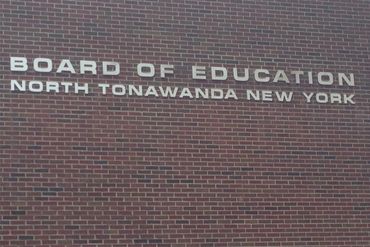 BOARD OF EDUCATION
NORTH TONAWANDA NEW YORK